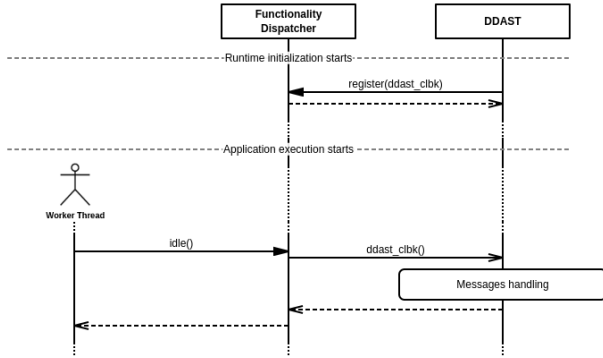 Functionality
Dispatcher
DDAST
Runtime initialization starts
register(ddast_clbk)
Application execution starts
Worker Thread
idle()
ddast_clbk()
Messages handling